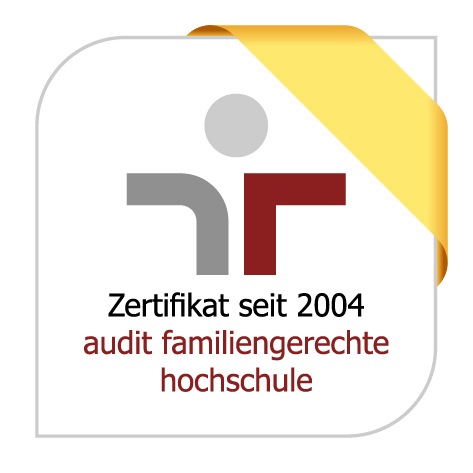 Zertifikat seit 2004
audit familiengerechte
hochschule